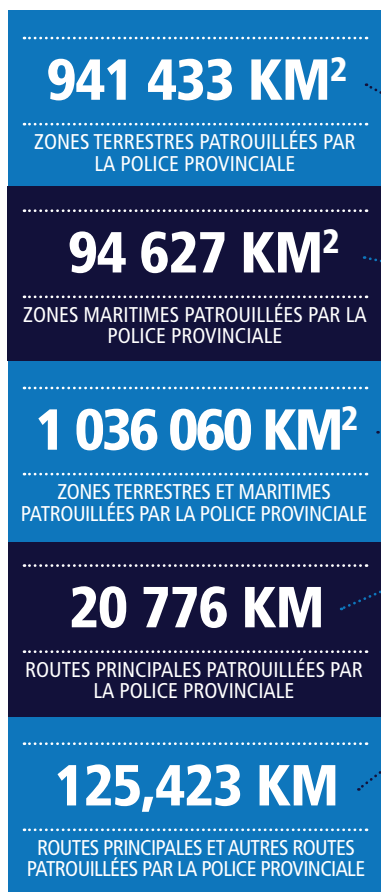 941 433 KM²
ZONES TERRESTRES PATROUILLÉES PAR
LA POLICE PROVINCIALE
94 627 KM²
ZONES MARITIMES PATROUILLÉES PAR LA
POLICE PROVINCIALE
1 036 060 KM²
ZONES TERRESTRES ET MARITIMES
PATROUILLÉES PAR LA POLICE PROVINCIALE
20 776 KM
ROUTES PRINCIPALES PATROUILLÉES PAR
LA POLICE PROVINCIALE
125,423 KM
ROUTES PRINCIPALES ET AUTRES ROUTES
PATROUILLÉES PAR LA POLICE PROVINCIALE